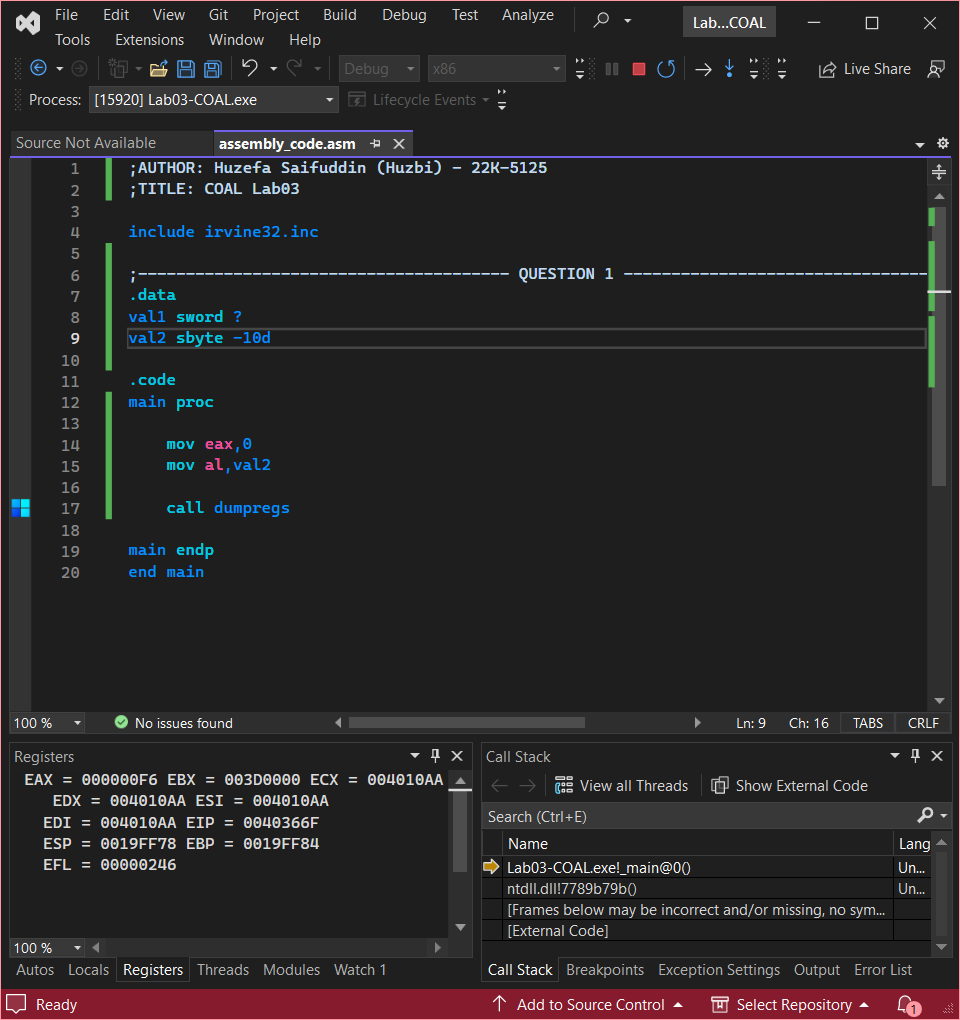 File Edit View Git Project Build Debug Test Analyze
Lab...COAL
Tools Extensions Window Help
Debug x86 Live Share
Process: [15920] Lab03-COAL.exe Lifecycle Events
Source Not Available assembly_code.asm
1 ;AUTHOR: Huzefa Saifuddin (Huzbi) - 22K-5125
2 ;TITLE: COAL Lab03
3
4 include irvine32.inc
5
6 ;--------------------------------------- QUESTION 1 --------------------------------
7 .data
8 val1 sword ?
9 val2 sbyte -10d
10
11 .code
12 main proc
13
14 mov eax,0
15 mov al,val2
16
17 call dumpregs
18
19 main endp
20 end main
100 % No issues found Ln: 9 Ch: 16 TABS CRLF
Registers
EAX = 000000F6 EBX = 003D0000 ECX = 004010AA
EDX = 004010AA ESI = 004010AA
EDI = 004010AA EIP = 0040366F
ESP = 0019FF78 EBP = 0019FF84
EFL = 00000246
100 %
Autos Locals Registers Threads Modules Watch 1
Call Stack
View all Threads Show External Code
Search (Ctrl+E)
Name Lang
Lab03-COAL.exe!_main@0() Un...
ntdll.dll!7789b79b() Un...
[Frames below may be incorrect and/or missing, no sym...
[External Code]
Call Stack Breakpoints Exception Settings Output Error List
Ready Add to Source Control Select Repository 1